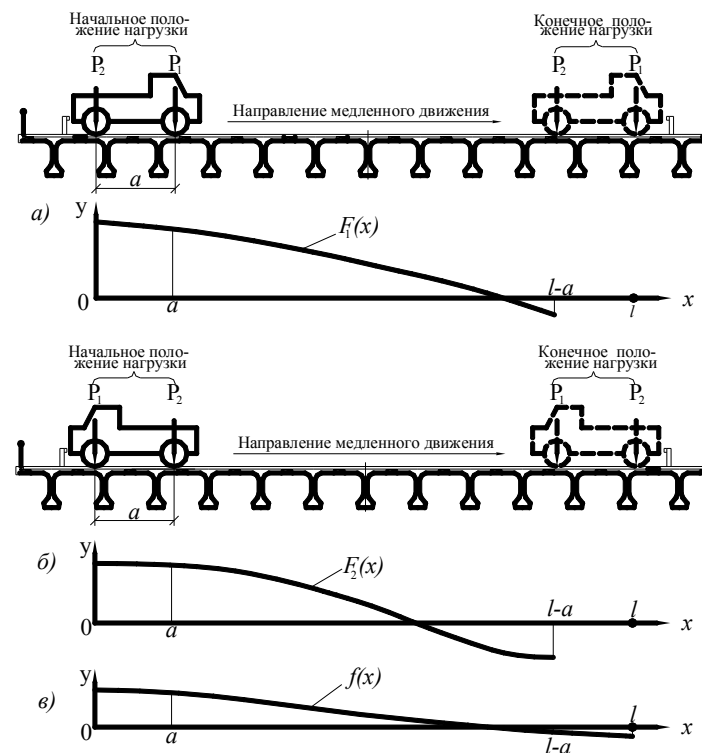 Начальное поло-
жение нагрузки
Конечное поло-
жение нагрузки
P₂ P₁
P₂ P₁
Направление медленного движения
a
а)
y
F₁(x)
0
a
l-a
l
x
Начальное поло-
жение нагрузки
Конечное поло-
жение нагрузки
P₁ P₂
P₁ P₂
Направление медленного движения
a
б)
y
F₂(x)
0
a
l-a
l
x
в)
y
f(x)
0
a
l-a
l
x